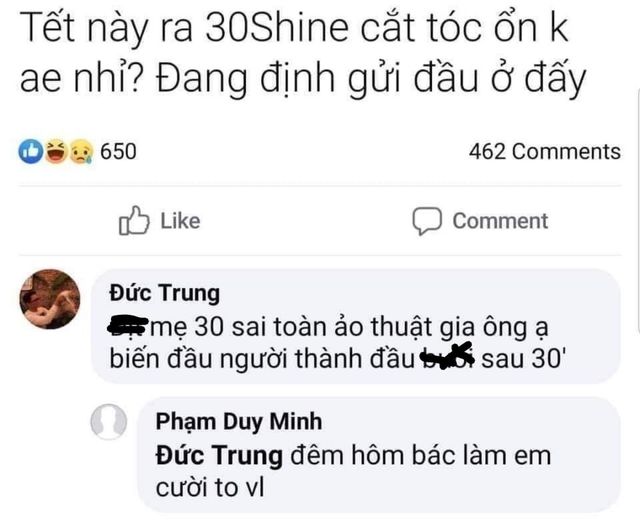 Tết này ra 30Shine cắt tóc ổn k
ae nhỉ? Đang định gửi đầu ở đấy
650
462 Comments
Like
Comment
Đức Trung
mẹ 30 sai toàn ảo thuật gia ông ạ
biến đầu người thành đầu sau 30'
Phạm Duy Minh
Đức Trung đêm hôm bác làm em
cười to vl